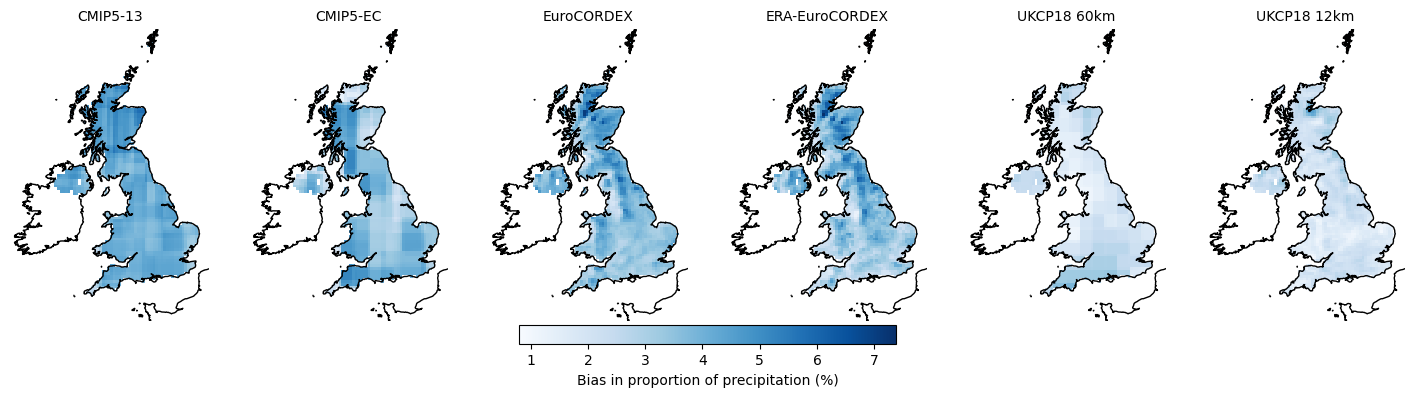 CMIP5-13
CMIP5-EC
EuroCORDEX
ERA-EuroCORDEX
UKCP18 60km
UKCP18 12km
1 2 3 4 5 6 7
Bias in proportion of precipitation (%)